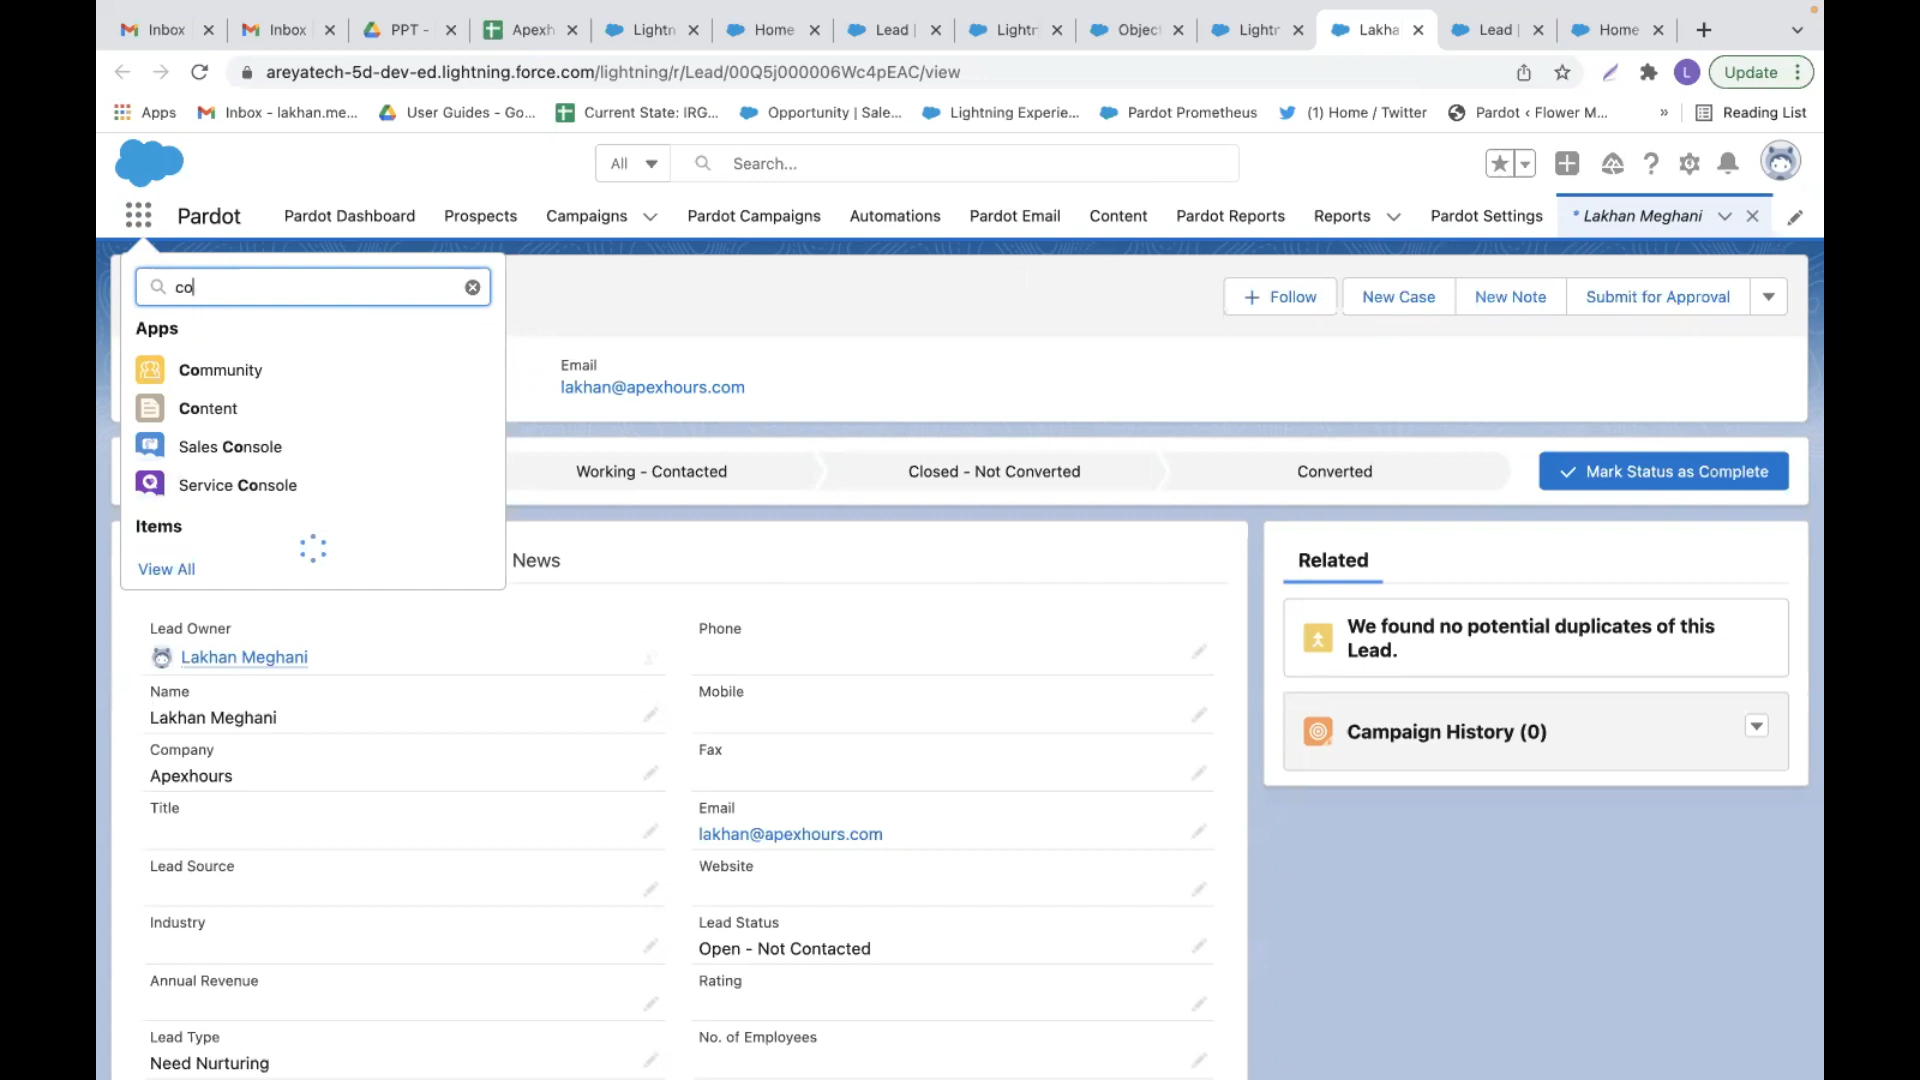 Inbox
Inbox
PPT -
Apexh
Lightn
Home
Lead |
Lightn
Object
Lightn
Lakha
Lead |
Home
areyatech-5d-dev-ed.lightning.force.com/lightning/r/Lead/00Q5j000006Wc4pEAC/view
L
Update
Apps
Inbox - lakhan.me...
User Guides - Go...
Current State: IRG...
Opportunity | Sale...
Lightning Experie...
Pardot Prometheus
(1) Home / Twitter
Pardot ‹ Flower M...
»
Reading List
All
Search...
Pardot
Pardot Dashboard
Prospects
Campaigns
Pardot Campaigns
Automations
Pardot Email
Content
Pardot Reports
Reports
Pardot Settings
* Lakhan Meghani
co
Apps
Community
Content
Sales Console
Service Console
Items
View All
Follow
New Case
New Note
Submit for Approval
Email
lakhan@apexhours.com
Working - Contacted
Closed - Not Converted
Converted
Mark Status as Complete
News
Lead Owner
Lakhan Meghani
Phone
Name
Lakhan Meghani
Mobile
Company
Apexhours
Fax
Title
Email
lakhan@apexhours.com
Lead Source
Website
Industry
Lead Status
Open - Not Contacted
Annual Revenue
Rating
Lead Type
Need Nurturing
No. of Employees
Related
We found no potential duplicates of this
Lead.
Campaign History (0)